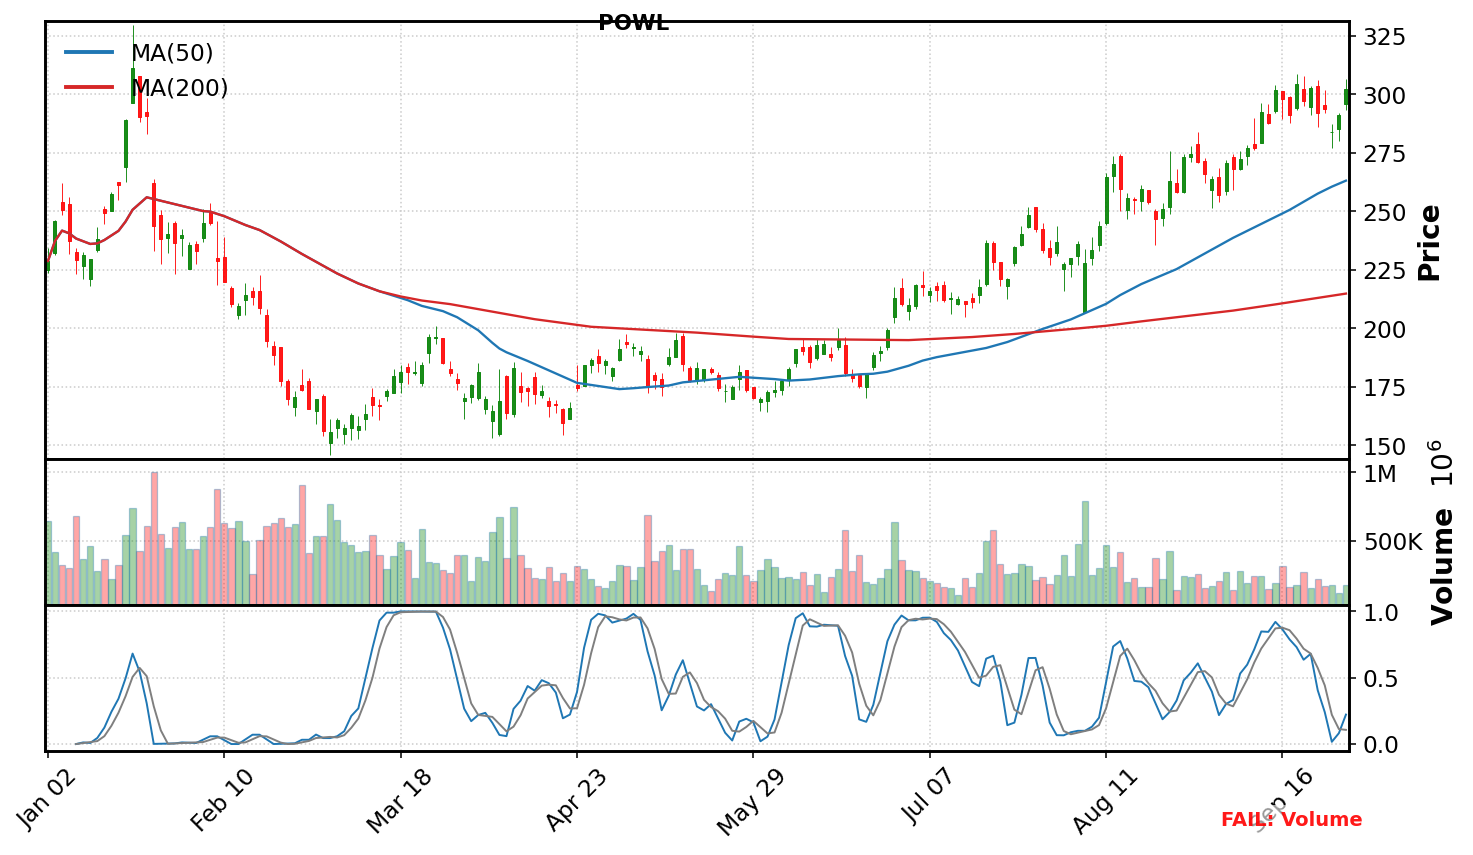 POWL
MA(50)
MA(200)
325
300
275
250
225
200
175
150
Price
1M
500K
Volume 10^6
1.0
0.5
0.0
Jan 02
Feb 10
Mar 18
Apr 23
May 29
Jul 07
Aug 11
Sep 16
FAIL: Volume